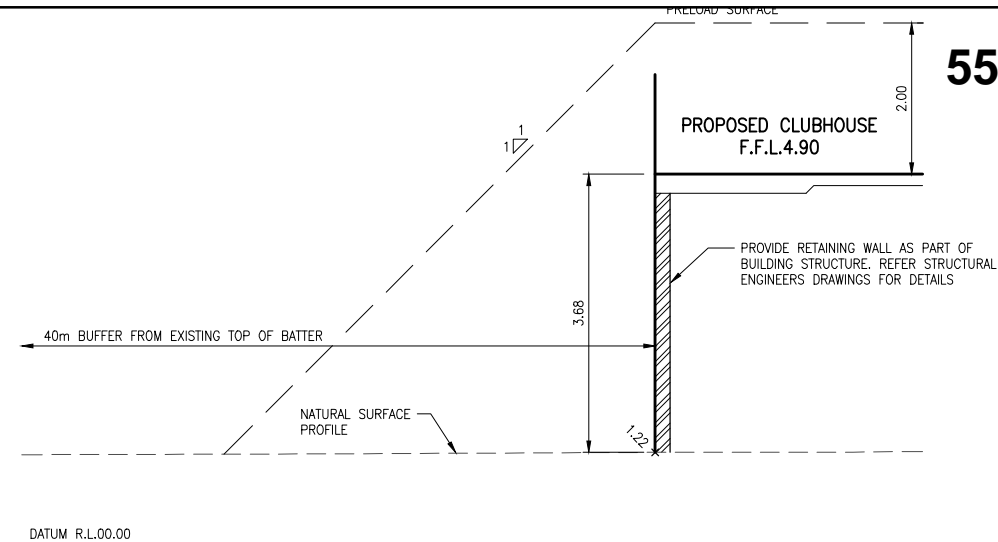 PRELOAD SURFACE
55
2.00
PROPOSED CLUBHOUSE
F.F.L.4.90
1
1
PROVIDE RETAINING WALL AS PART OF
BUILDING STRUCTURE. REFER STRUCTURAL
ENGINEERS DRAWINGS FOR DETAILS
3.68
40m BUFFER FROM EXISTING TOP OF BATTER
NATURAL SURFACE
PROFILE
1.22
DATUM R.L.00.00